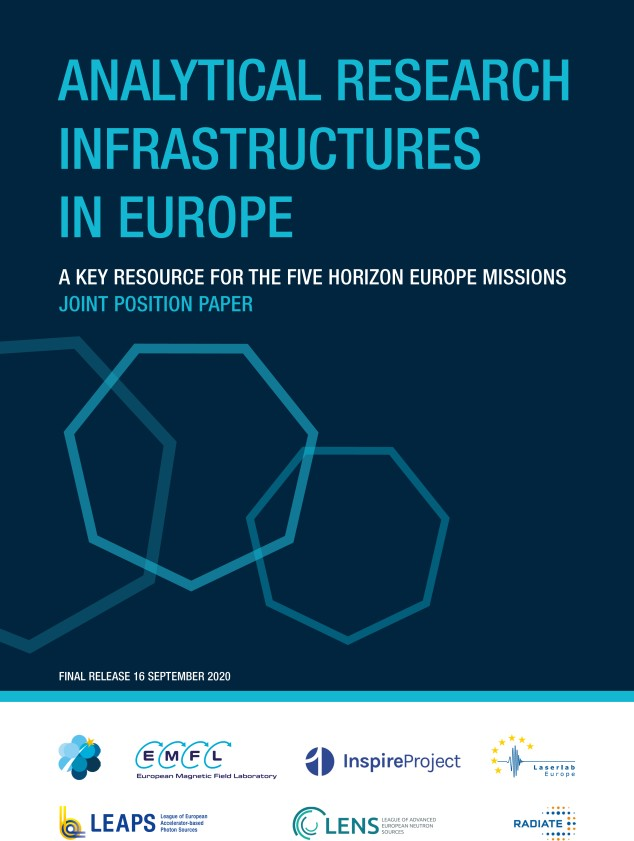 ANALYTICAL RESEARCH
INFRASTRUCTURES
IN EUROPE
A KEY RESOURCE FOR THE FIVE HORIZON EUROPE MISSIONS
JOINT POSITION PAPER
FINAL RELEASE 16 SEPTEMBER 2020
EMFL
European Magnetic Field Laboratory
InspireProject
Laserlab
Europe
LEAPS
League of European
Accelerator-based
Photon Sources
LENS
LEAGUE OF ADVANCED
EUROPEAN NEUTRON
SOURCES
RADIATE